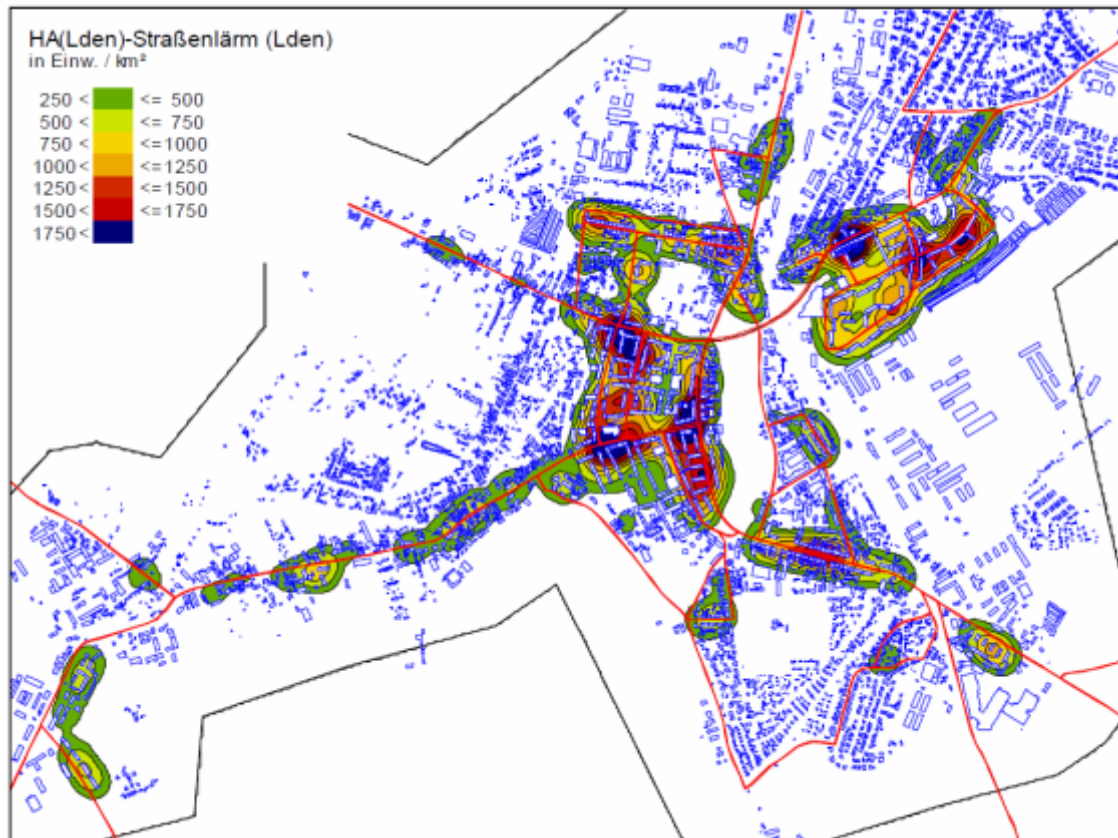 HA(Lden)-Straßenlärm (Lden)
in Einw. / km²
250 < <= 500
500 < <= 750
750 < <=1000
1000 < <=1250
1250 < <=1500
1500 < <=1750
1750 <